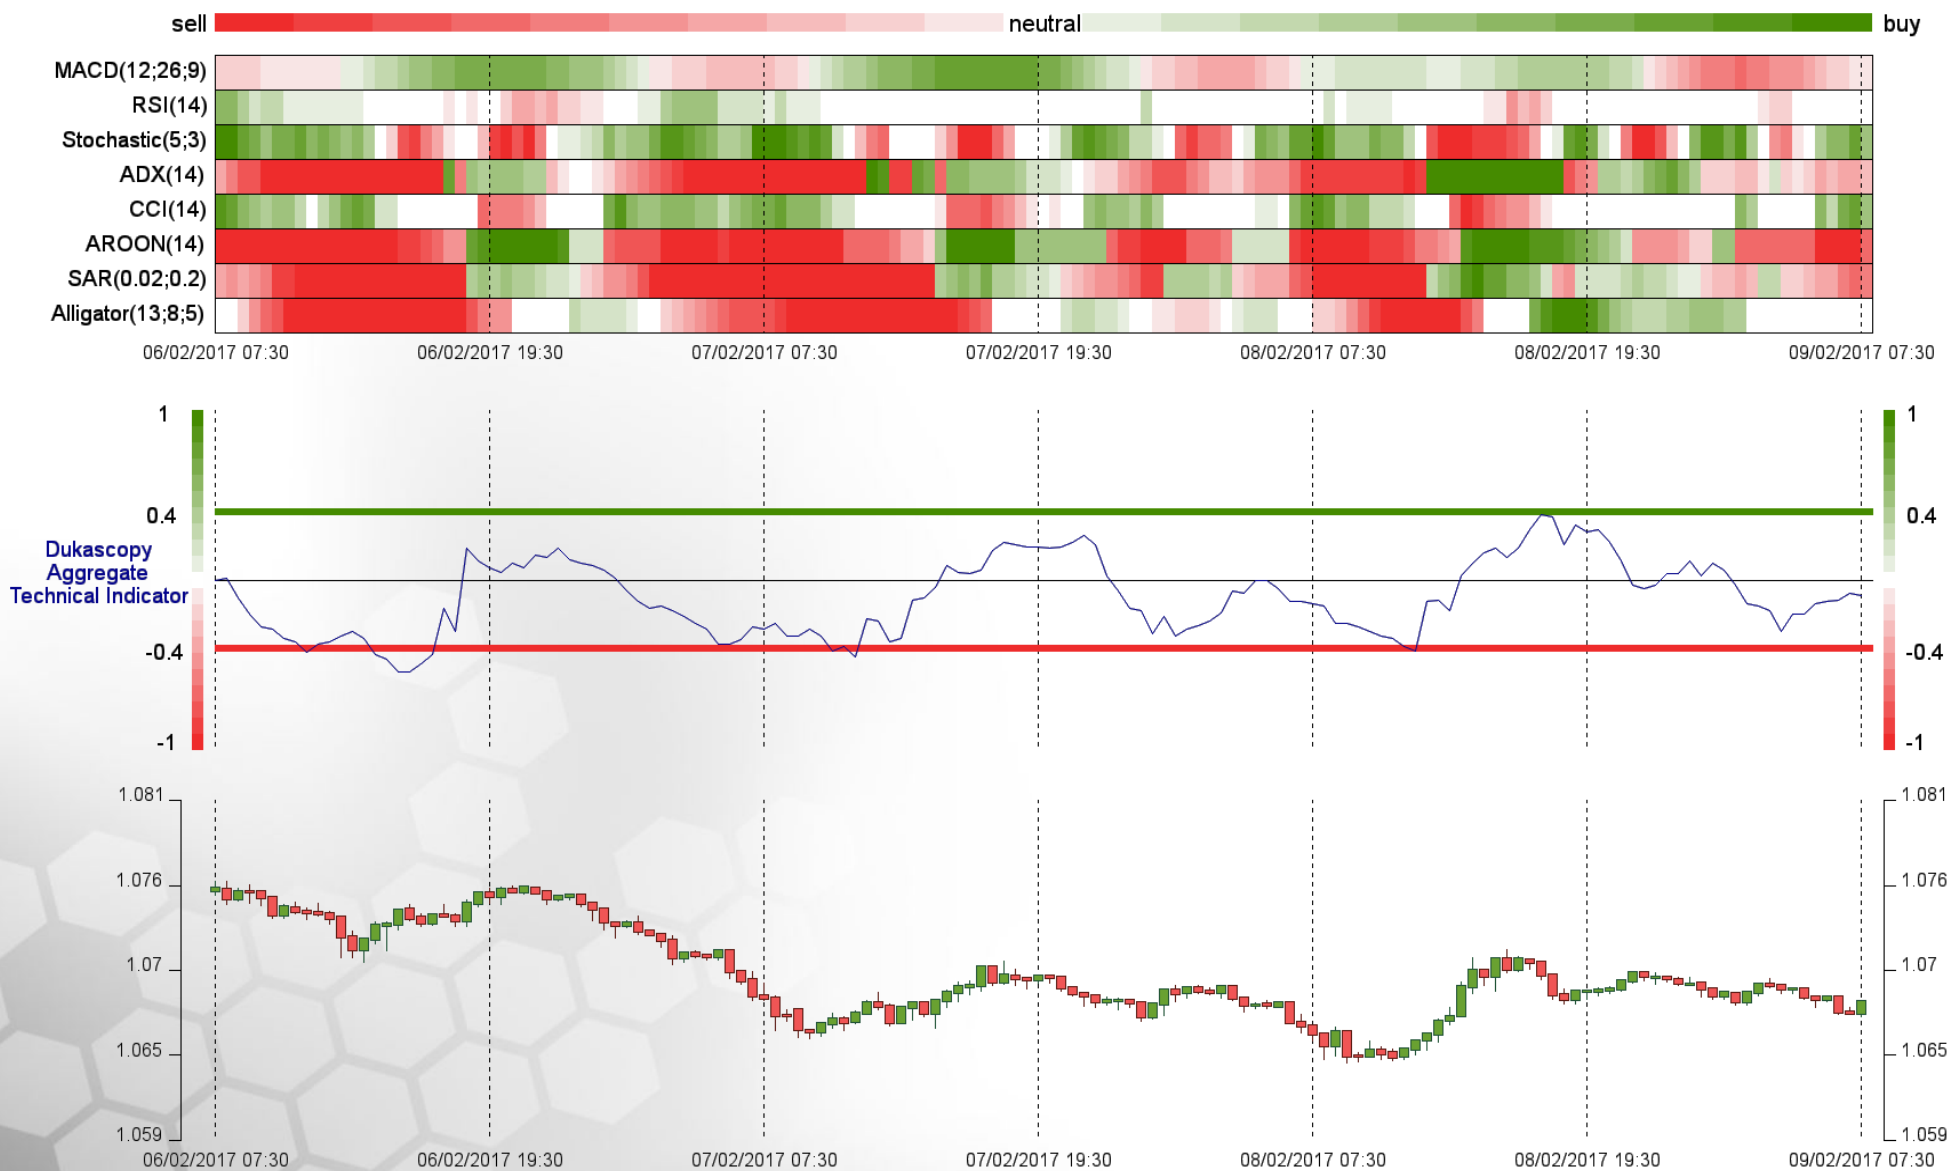 sell neutral buy
MACD(12;26;9)
RSI(14)
Stochastic(5;3)
ADX(14)
CCI(14)
AROON(14)
SAR(0.02;0.2)
Alligator(13;8;5)
06/02/2017 07:30 06/02/2017 19:30 07/02/2017 07:30 07/02/2017 19:30 08/02/2017 07:30 08/02/2017 19:30 09/02/2017 07:30
1 1
0.4 0.4
Dukascopy
Aggregate
Technical Indicator
-0.4 -0.4
-1 -1
1.081 1.081
1.076 1.076
1.07 1.07
1.065 1.065
1.059 1.059
06/02/2017 07:30 06/02/2017 19:30 07/02/2017 07:30 07/02/2017 19:30 08/02/2017 07:30 08/02/2017 19:30 09/02/2017 07:30